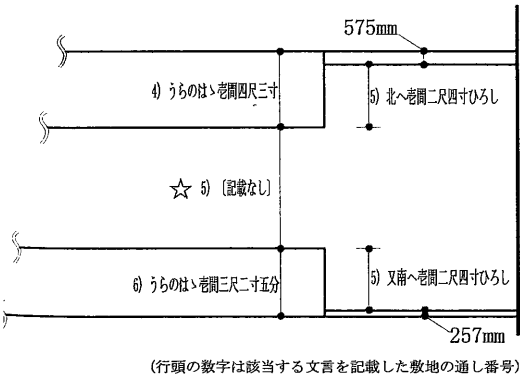 575mm
4) うらのはゝ壱間四尺三寸
5) 北へ壱間二尺四寸ひろし
☆ 5)〔記載なし〕
6) うらのはゝ壱間三尺二寸五分
5) 又南へ壱間二尺四寸ひろし
257mm
(行頭の数字は該当する文言を記載した敷地の通し番号)